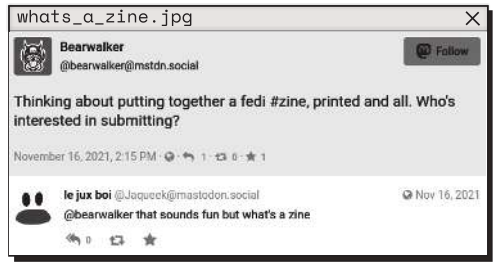 whats_a_zine.jpg
Bearwalker
@bearwalker@mstdn.social
Follow
Thinking about putting together a fedi #zine, printed and all. Who's
interested in submitting?
November 16, 2021, 2:15 PM · 1 · 0 · 1
le jux boi @Jaqueck@mastodon.social
Nov 16, 2021
@bearwalker that sounds fun but what's a zine
0